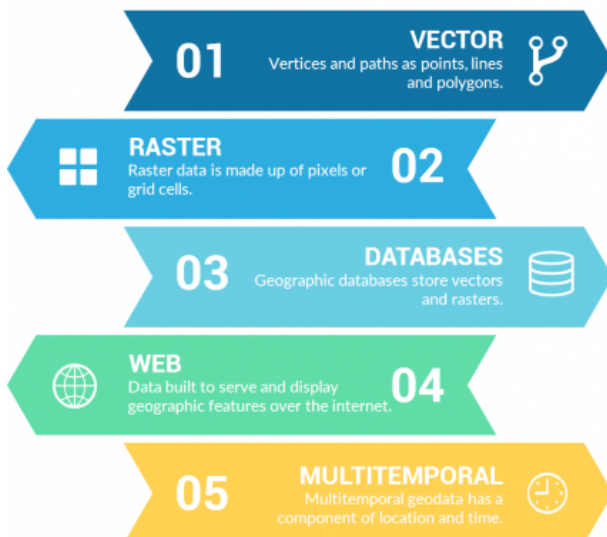 01
VECTOR
Vertices and paths as points, lines
and polygons.
RASTER
Raster data is made up of pixels or
grid cells.
02
03
DATABASES
Geographic databases store vectors
and rasters.
WEB
Data built to serve and display
geographic features over the internet.
04
05
MULTITEMPORAL
Multitemporal geodata has a
component of location and time.